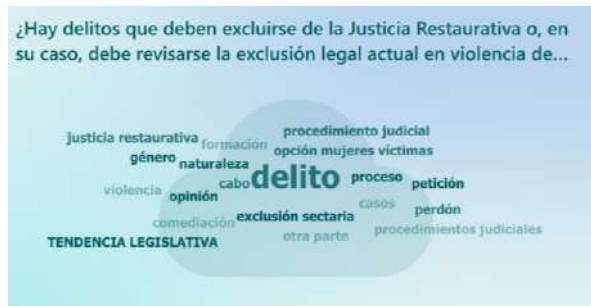 ¿Hay delitos que deben excluirse de la Justicia Restaurativa o, en
su caso, debe revisarse la exclusión legal actual en violencia de...
justicia restaurativa formación procedimiento judicial
género naturaleza opción mujeres víctimas
violencia opinión cabo delito proceso petición
comediación exclusión sectaria casos perdón
TENDENCIA LEGISLATIVA otra parte procedimientos judiciales